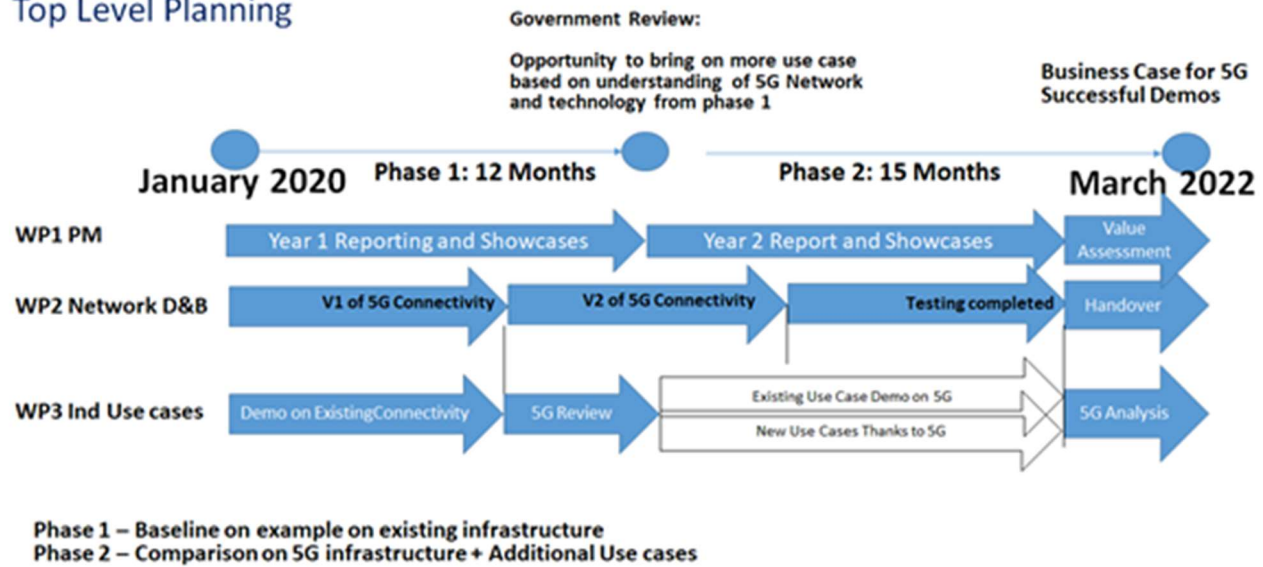 Top Level Planning
Government Review:
Opportunity to bring on more use case
based on understanding of 5G Network
and technology from phase 1
Business Case for 5G
Successful Demos
January 2020
Phase 1: 12 Months
Phase 2: 15 Months
March 2022
WP1 PM
Year 1 Reporting and Showcases
Year 2 Report and Showcases
Value
Assessment
WP2 Network D&B
V1 of 5G Connectivity
V2 of 5G Connectivity
Testing completed
Handover
WP3 Ind Use cases
Demo on ExistingConnectivity
5G Review
Existing Use Case Demo on 5G
New Use Cases Thanks to 5G
5G Analysis
Phase 1 – Baseline on example on existing infrastructure
Phase 2 – Comparison on 5G infrastructure + Additional Use cases